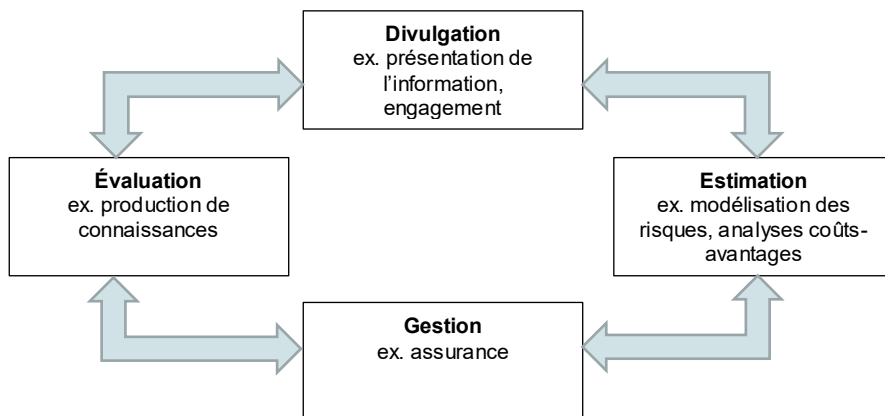 Divulgation
ex. présentation de
l'information,
engagement
Évaluation
ex. production de
connaissances
Estimation
ex. modélisation des
risques, analyses coûts-
avantages
Gestion
ex. assurance